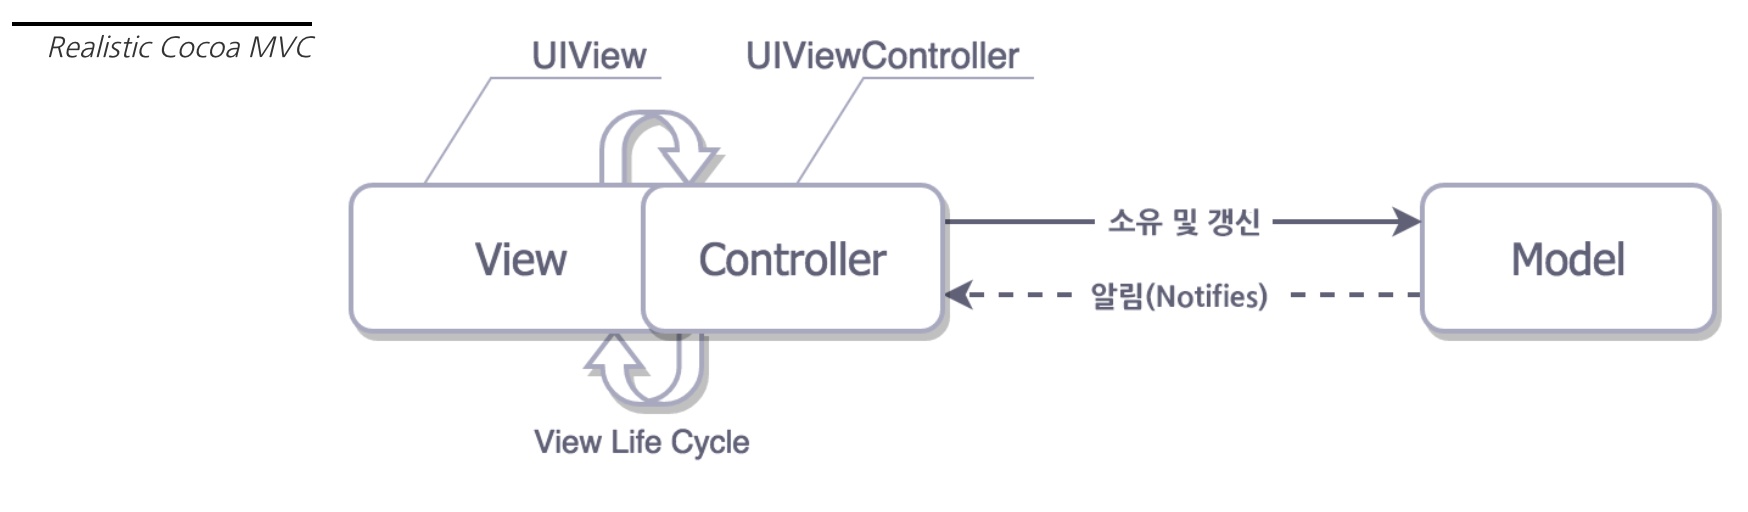 Realistic Cocoa MVC
UIView
UIViewController
View
Controller
소유 및 갱신
알림(Notifies)
Model
View Life Cycle